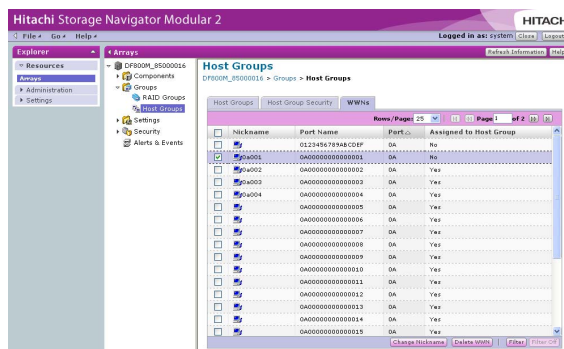 Hitachi Storage Navigator Modular 2
HITACH
File Go Help
Logged in as: system Close Logout
Explorer
Arrays
Refresh Information Help
Resources
Arrays
Administration
Settings
DF800M_85000016
Components
Groups
RAID Groups
Host Groups
Settings
Security
Alerts & Events
Host Groups
DF800M_85000016 > Groups > Host Groups
Host Groups Host Group Security WWNs
Rows/Page: 25 Page 1 of 2
Nickname Port Name Port Assigned to Host Group
0123456789ABCDEF 0A No
0a001 0A00000000000001 0A No
0a002 0A00000000000002 0A Yes
0a003 0A00000000000003 0A Yes
0a004 0A00000000000004 0A Yes
0A00000000000005 0A Yes
0A00000000000006 0A Yes
0A00000000000007 0A Yes
0A00000000000008 0A Yes
0A00000000000009 0A Yes
0A00000000000010 0A Yes
0A00000000000011 0A Yes
0A00000000000012 0A Yes
0A00000000000013 0A Yes
0A00000000000014 0A Yes
0A00000000000015 0A Yes
Change Nickname Delete WWN Filter Filter Off